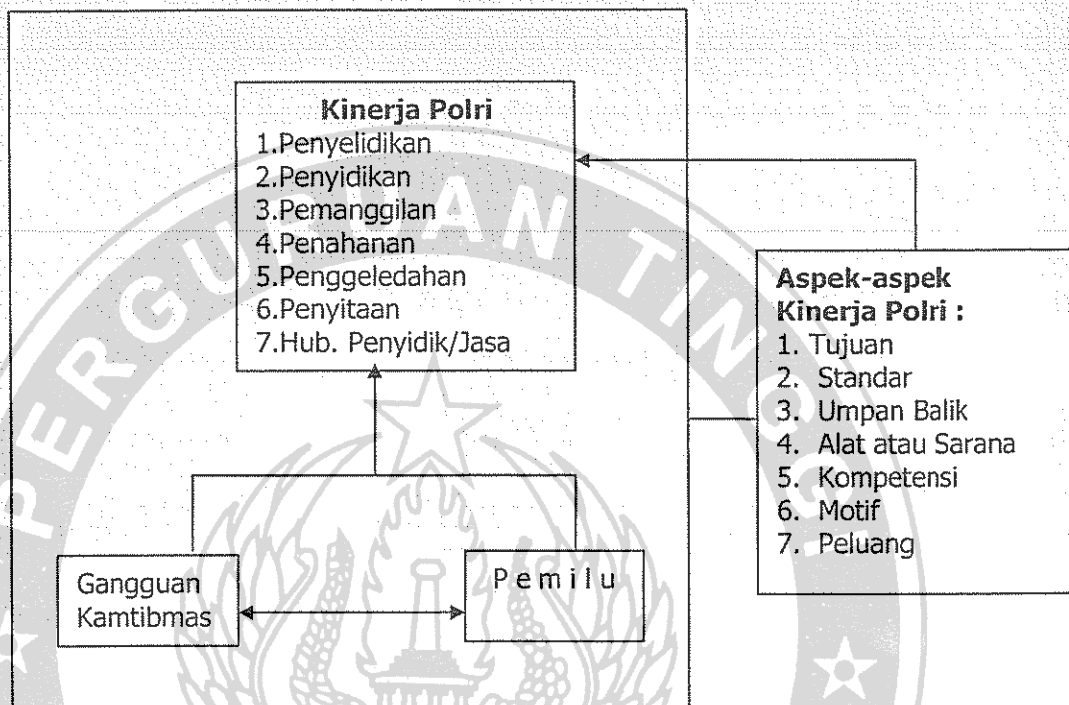 Kinerja Polri
1.Penyelidikan
2.Penyidikan
3.Pemanggilan
4.Penahanan
5.Penggeledahan
6.Penyitaan
7.Hub. Penyidik/Jasa
Aspek-aspek
Kinerja Polri :
1. Tujuan
2. Standar
3. Umpan Balik
4. Alat atau Sarana
5. Kompetensi
6. Motif
7. Peluang
Gangguan
Kamtibmas
P e m i l u
PERGURUAN TINGGI